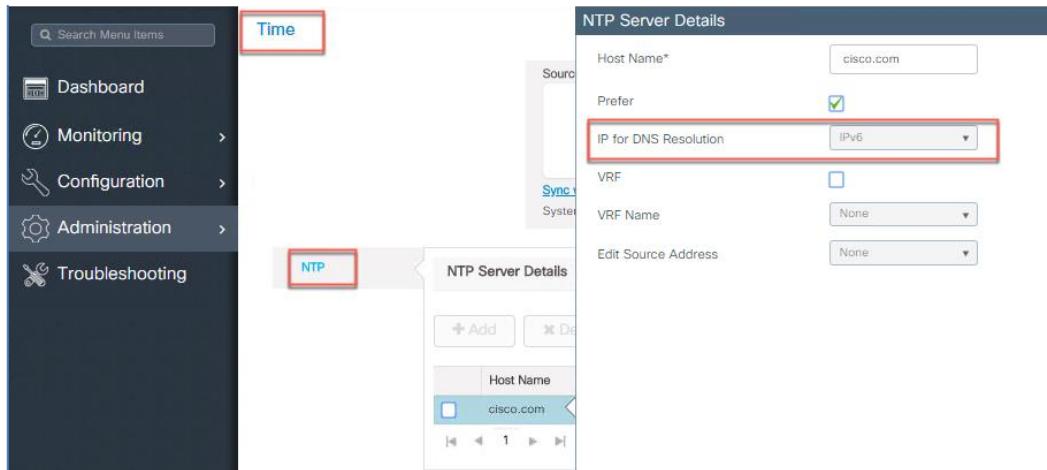 Search Menu Items
Dashboard
Monitoring
Configuration
Administration
Troubleshooting
Time
Sync
NTP
NTP Server Details
Add
Host Name
cisco.com
1
NTP Server Details
Host Name*
cisco.com
Prefer
IP for DNS Resolution
IPv6
VRF
VRF Name
None
Edit Source Address
None